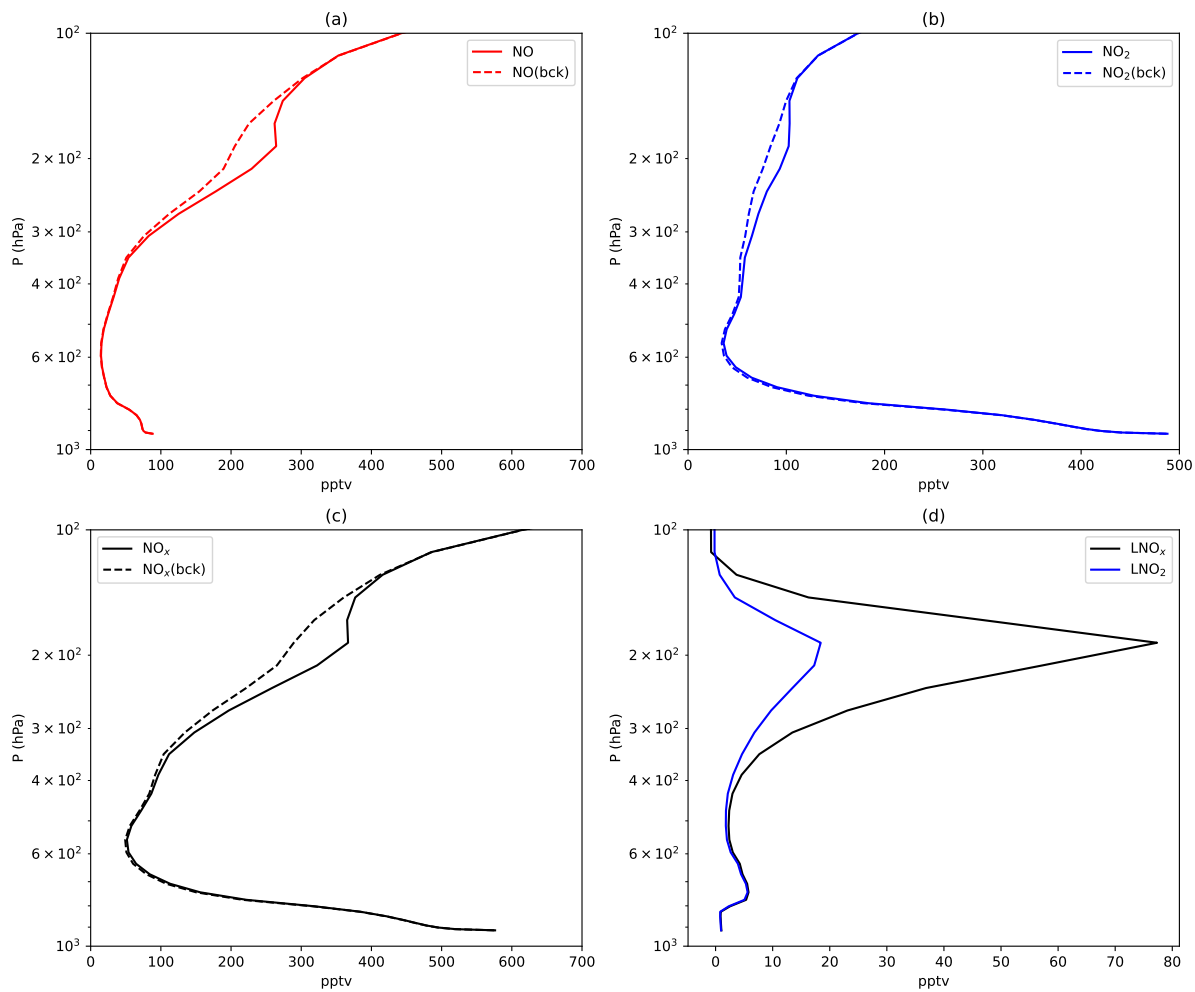 (a)
NO
NO(bck)
10²
2 × 10²
3 × 10²
4 × 10²
6 × 10²
10³
P (hPa)
0 100 200 300 400 500 600 700
pptv
(b)
NO₂
NO₂(bck)
10²
2 × 10²
3 × 10²
4 × 10²
6 × 10²
10³
P (hPa)
0 100 200 300 400 500
pptv
(c)
NOₓ
NOₓ(bck)
10²
2 × 10²
3 × 10²
4 × 10²
6 × 10²
10³
P (hPa)
0 100 200 300 400 500 600 700
pptv
(d)
LNOₓ
LNO₂
10²
2 × 10²
3 × 10²
4 × 10²
6 × 10²
10³
P (hPa)
0 10 20 30 40 50 60 70 80
pptv